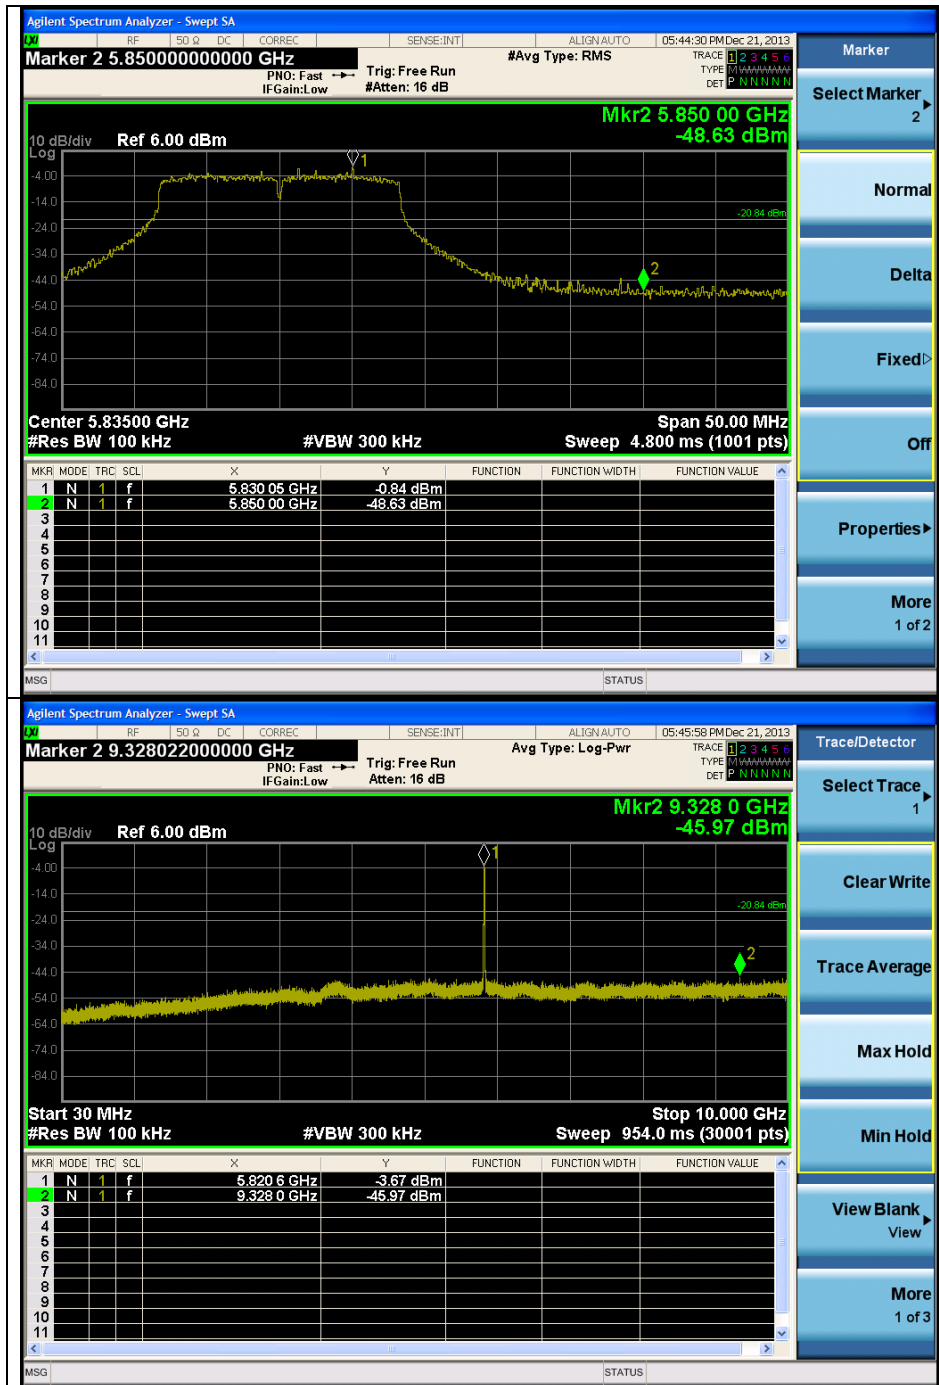 Agilent Spectrum Analyzer - Swept SA
LXI RF 50 Ω DC CORREC SENSE:INT ALIGN AUTO 05:44:30 PM Dec 21, 2013
Marker 2 5.850000000000 GHz #Avg Type: RMS TRACE 1 2 3 4 5 6
PNO: Fast Trig: Free Run TYPE M WWWWW
IFGain:Low #Atten: 16 dB DET P N N N N N
Mkr2 5.850 00 GHz
10 dB/div Ref 6.00 dBm -48.63 dBm
Log
1
-4.00
-14.0
-20.84 dBm
-24.0
-34.0
2
-44.0
-54.0
-64.0
-74.0
-84.0
Center 5.83500 GHz Span 50.00 MHz
#Res BW 100 kHz #VBW 300 kHz Sweep 4.800 ms (1001 pts)
MKR MODE TRC SCL X Y FUNCTION FUNCTION WIDTH FUNCTION VALUE
1 N 1 f 5.830 05 GHz -0.84 dBm
2 N 1 f 5.850 00 GHz -48.63 dBm
3
4
5
6
7
8
9
10
11
MSG STATUS
Marker
Select Marker
2
Normal
Delta
Fixed
Off
Properties
More
1 of 2
Agilent Spectrum Analyzer - Swept SA
LXI RF 50 Ω DC CORREC SENSE:INT ALIGN AUTO 05:45:58 PM Dec 21, 2013
Marker 2 9.328022000000 GHz Avg Type: Log-Pwr TRACE 1 2 3 4 5 6
PNO: Fast Trig: Free Run TYPE M WWWWW
IFGain:Low Atten: 16 dB DET P N N N N N
Mkr2 9.328 0 GHz
10 dB/div Ref 6.00 dBm -45.97 dBm
Log
1
-4.00
-14.0
-20.84 dBm
-24.0
-34.0
2
-44.0
-54.0
-64.0
-74.0
-84.0
Start 30 MHz Stop 10.000 GHz
#Res BW 100 kHz #VBW 300 kHz Sweep 954.0 ms (30001 pts)
MKR MODE TRC SCL X Y FUNCTION FUNCTION WIDTH FUNCTION VALUE
1 N 1 f 5.820 6 GHz -3.67 dBm
2 N 1 f 9.328 0 GHz -45.97 dBm
3
4
5
6
7
8
9
10
11
MSG STATUS
Trace/Detector
Select Trace
1
Clear Write
Trace Average
Max Hold
Min Hold
View Blank
View
More
1 of 3